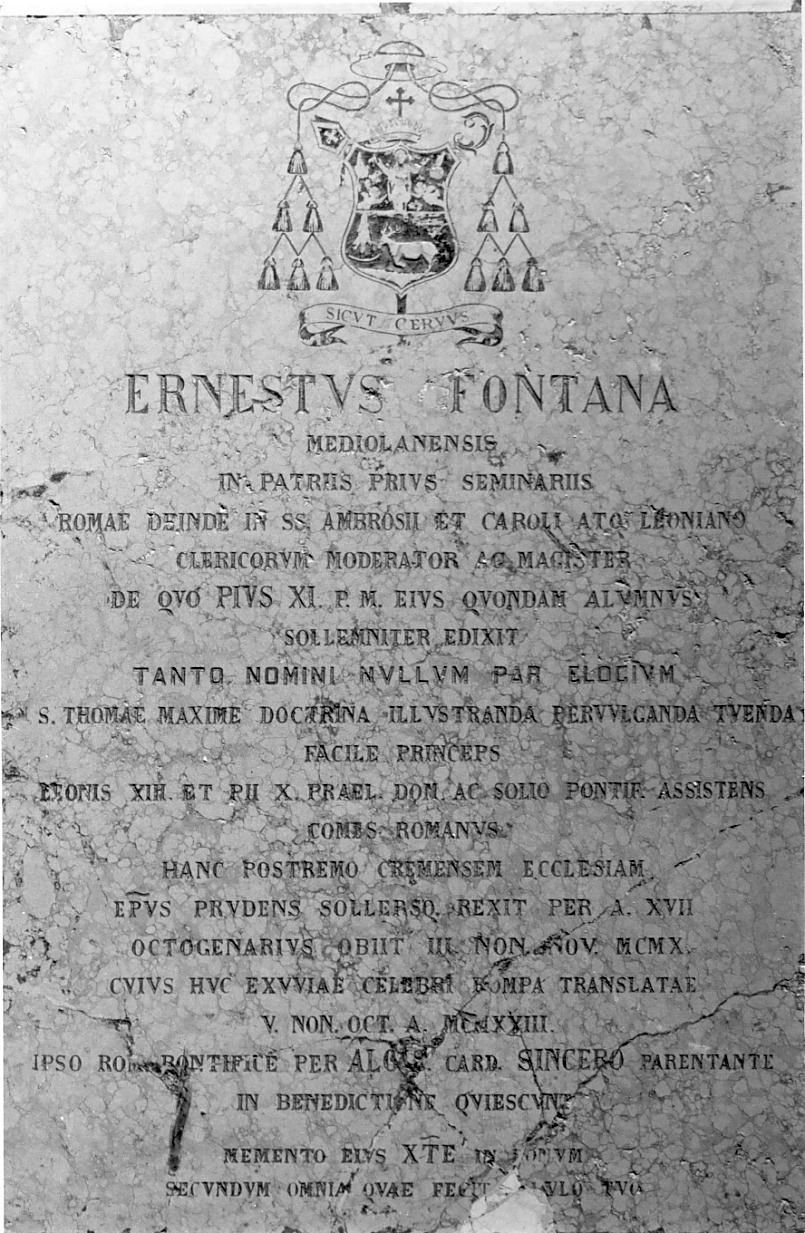 SICVT CERVVS
ERNESTVS FONTANA
MEDIOLANENSIS
IN PATRIIS PRIVS SEMINARIIS
ROMAE DEINDE IN SS. AMBROSII ET CAROLI ATQ. LEONIANO
CLERICORVM MODERATOR AC MAGISTER
DE QVO PIVS XI. P. M. EIVS QVONDAM ALVMNVS
SOLLEMNITER EDIXIT
TANTO NOMINI NVLLVM PAR ELOGIVM
S. THOMAE MAXIME DOCTRINA ILLVSTRANDA PERVVLGANDA TVENDA
FACILE PRINCEPS
LEONIS XIII. ET PII X. PRAEL. DOM. AC SOLIO PONTIF. ASSISTENS
COMES ROMANVS
HANC POSTREMO CREMENSEM ECCLESIAM
EPVS PRVDENS SOLLERSQ. REXIT PER A. XVII
OCTOGENARIVS OBIIT III. NON. NOV. MCMX.
CVIVS HVC EXVVIAE CELEBRI POMPA TRANSLATAE
V. NON. OCT. A. MCMXXIII.
IPSO ROM. PONTIFICE PER ALOIS. CARD. SINCERO PARENTANTE
IN BENEDICTIONE QVIESCVNT
MEMENTO EIVS XTE IN BONVM
SECVNDVM OMNIA QVAE FECIT TVO